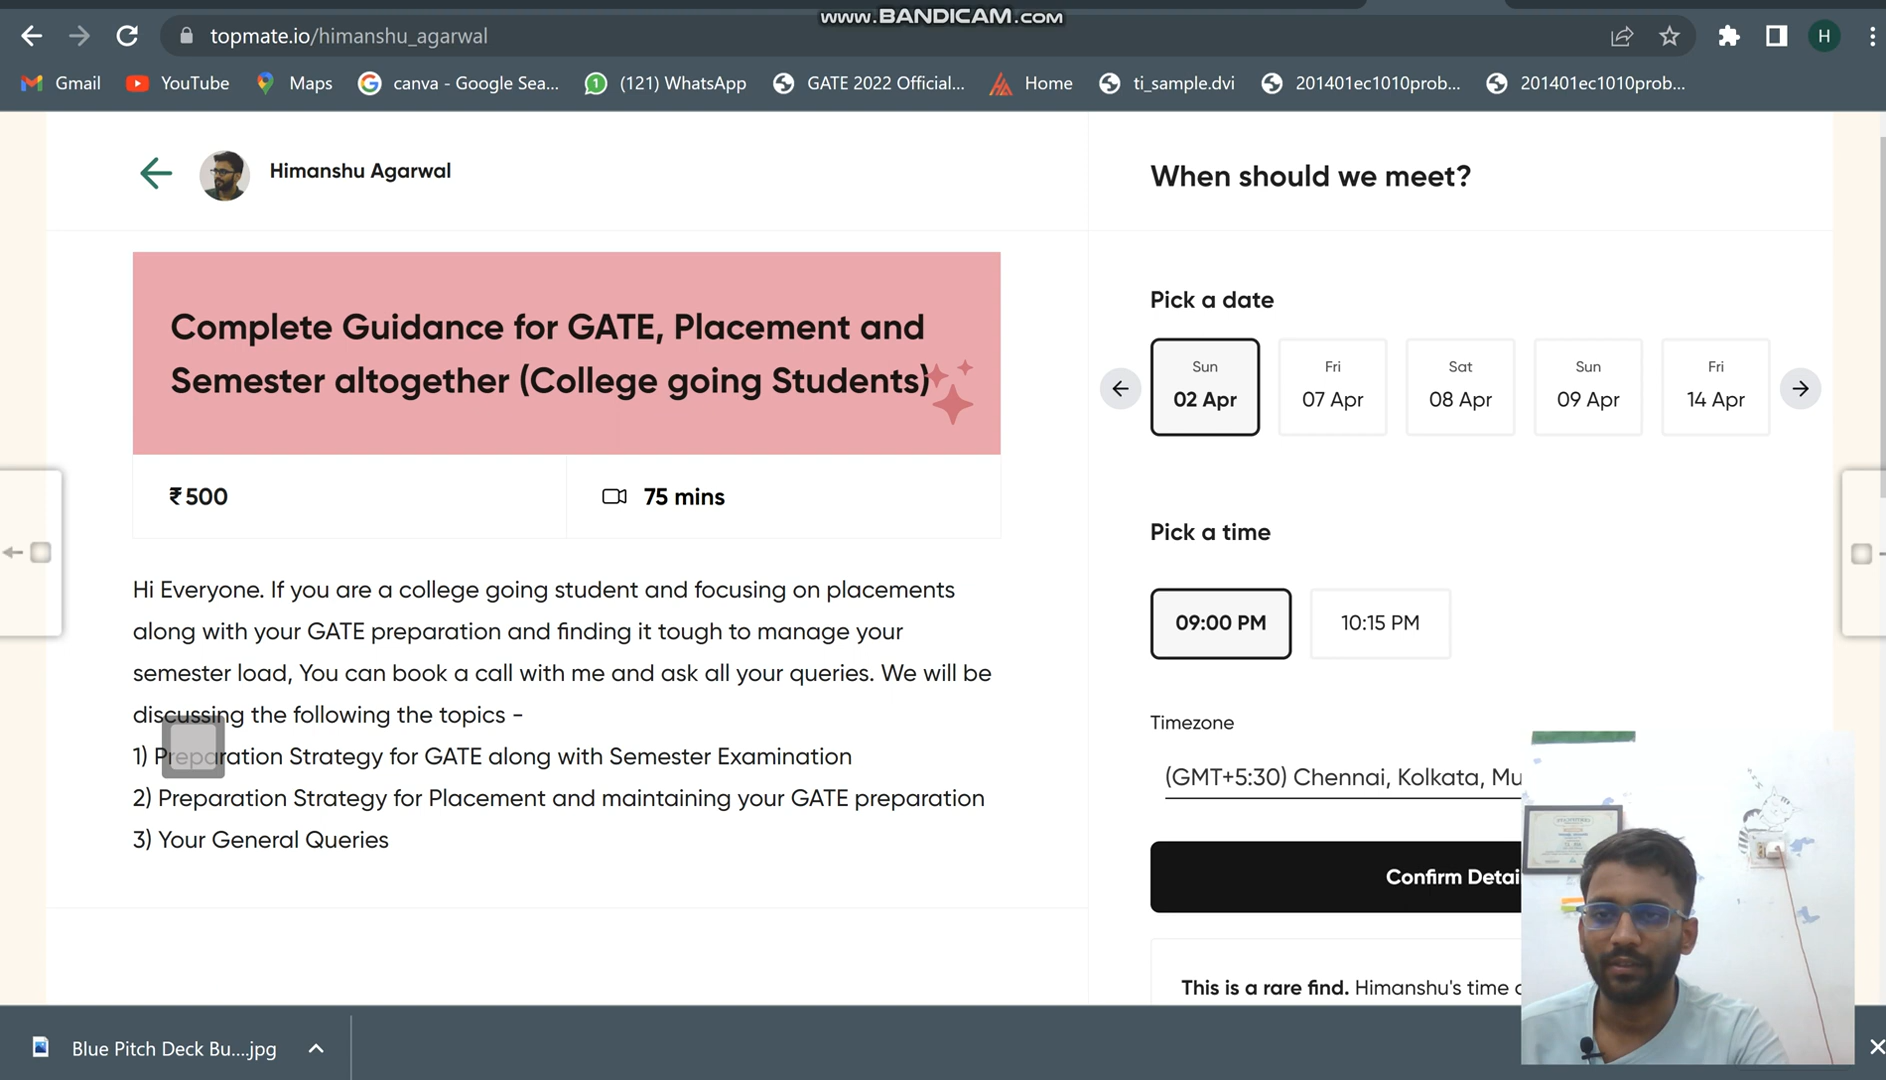 www.BANDICAM.com
topmate.io/himanshu_agarwal
H
Gmail
YouTube
Maps
canva - Google Sea...
(121) WhatsApp
GATE 2022 Official...
Home
ti_sample.dvi
201401ec1010prob...
201401ec1010prob...
Himanshu Agarwal
When should we meet?
Complete Guidance for GATE, Placement and
Semester altogether (College going Students)
₹500
75 mins
Hi Everyone. If you are a college going student and focusing on placements
along with your GATE preparation and finding it tough to manage your
semester load, You can book a call with me and ask all your queries. We will be
discussing the following the topics -
1) Preparation Strategy for GATE along with Semester Examination
2) Preparation Strategy for Placement and maintaining your GATE preparation
3) Your General Queries
Pick a date
Sun
02 Apr
Fri
07 Apr
Sat
08 Apr
Sun
09 Apr
Fri
14 Apr
Pick a time
09:00 PM
10:15 PM
Timezone
(GMT+5:30) Chennai, Kolkata, Mu
Confirm Detai
This is a rare find. Himanshu's time
Blue Pitch Deck Bu....jpg